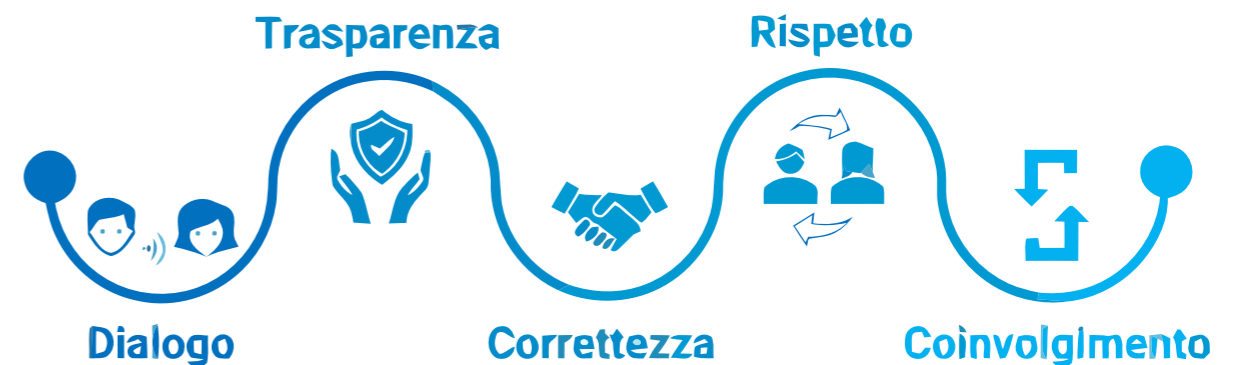 Trasparenza
Rispetto
Dialogo
Correttezza
Coinvolgimento